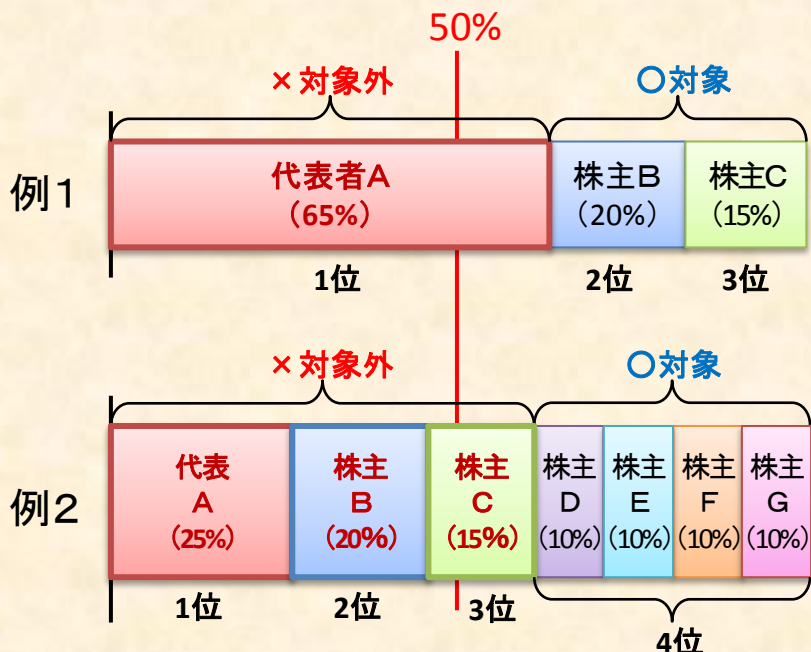 50%
×対象外
○対象
例1
代表者A
(65%)
株主B
(20%)
株主C
(15%)
1位
2位
3位
×対象外
○対象
例2
代表
A
(25%)
株主
B
(20%)
株主
C
(15%)
株主
D
(10%)
株主
E
(10%)
株主
F
(10%)
株主
G
(10%)
1位
2位
3位
4位